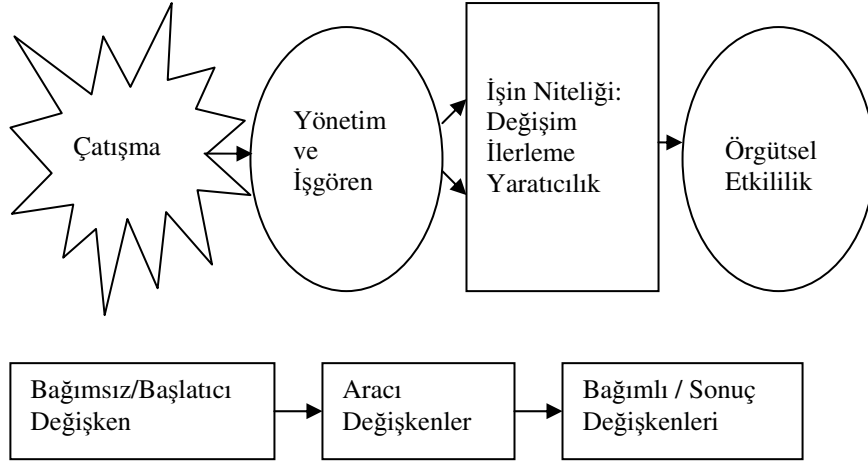 Çatışma
Yönetim
ve
İşgören
İşin Niteliği:
Değişim
İlerleme
Yaratıcılık
Örgütsel
Etkililik
Bağımsız/Başlatıcı
Değişken
Aracı
Değişkenler
Bağımlı / Sonuç
Değişkenleri